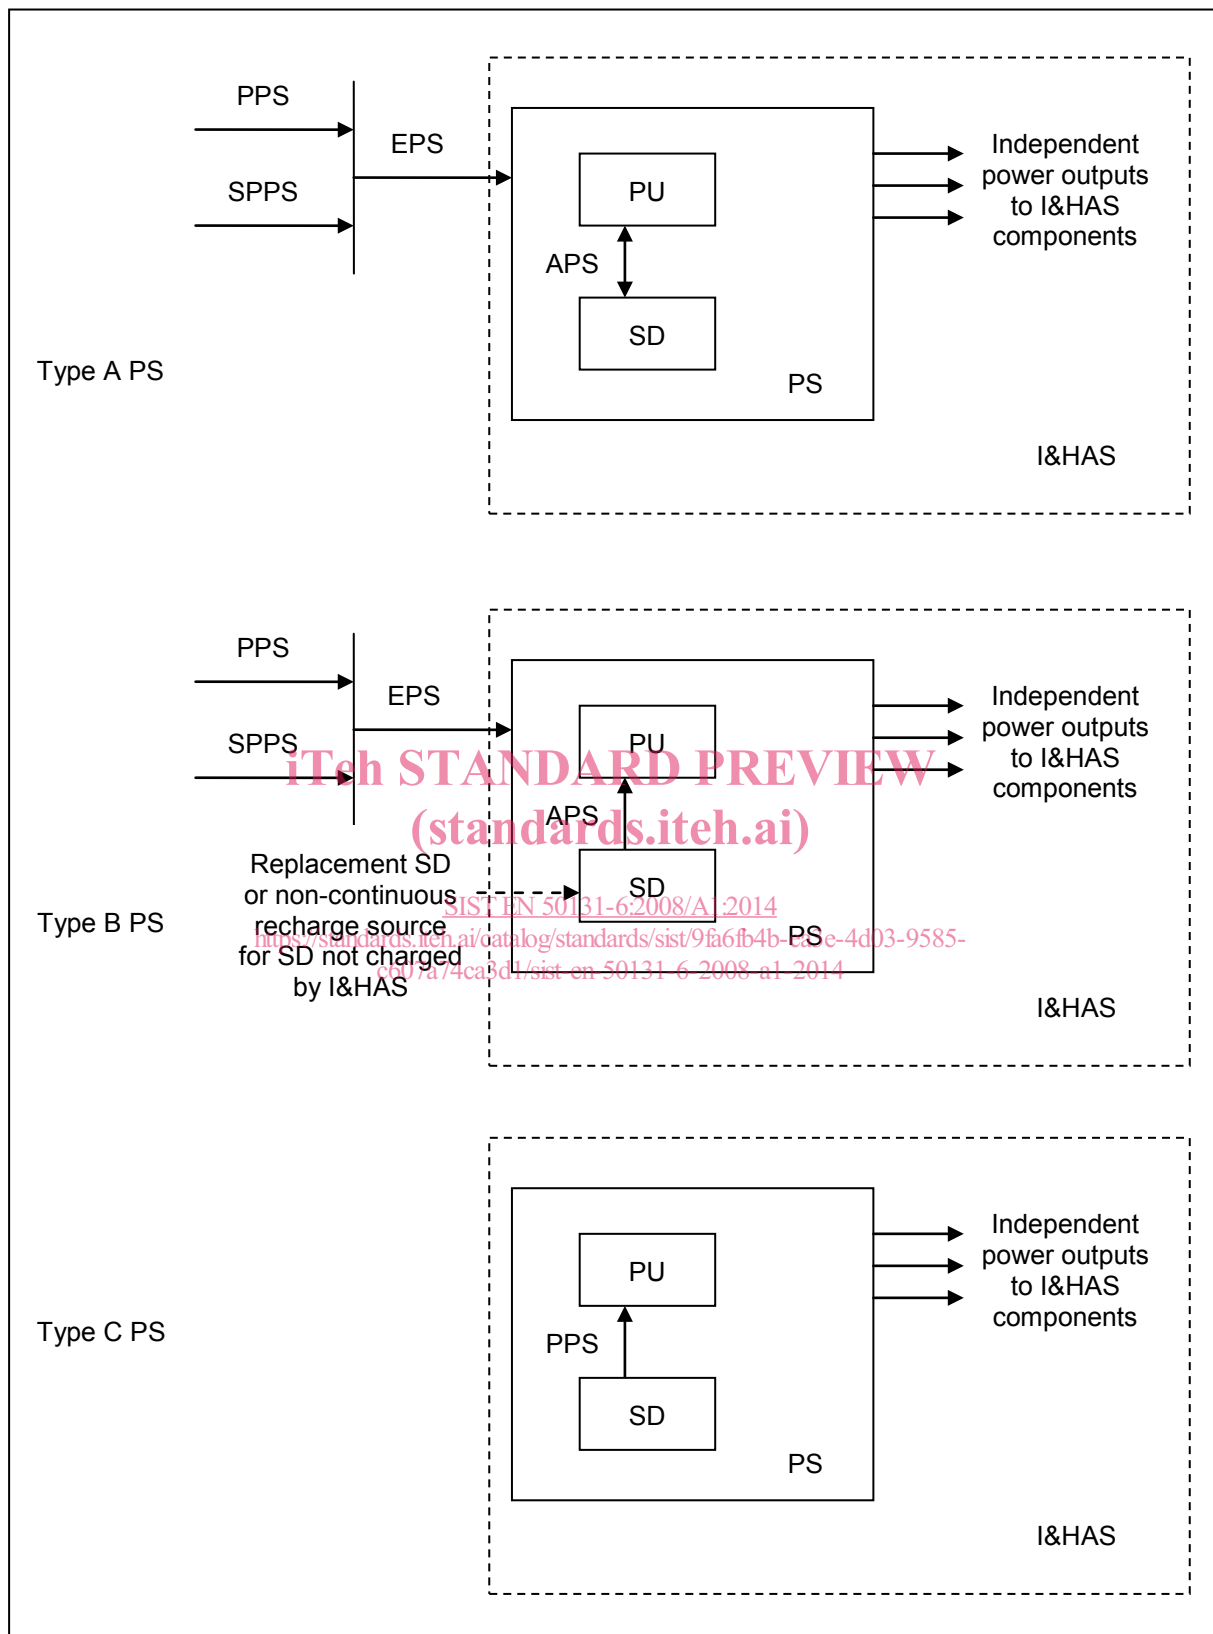 PPS
EPS
SPPS
PU
APS
SD
PS
Independent
power outputs
to I&HAS
components
Type A PS
I&HAS
PPS
EPS
SPPS
PU
APS
SD
PS
Independent
power outputs
to I&HAS
components
iTeh STANDARD PREVIEW
(standards.iteh.ai)
Replacement SD
or non-continuous
recharge source
for SD not charged
by I&HAS
SIST EN 50131-6:2008/A1:2014
https://standards.iteh.ai/catalog/standards/sist/9fa6fb4b-ea3e-4d03-9585-
c607a74ca3d1/sist-en-50131-6-2008-a1-2014
Type B PS
I&HAS
PU
PPS
SD
PS
Independent
power outputs
to I&HAS
components
Type C PS
I&HAS